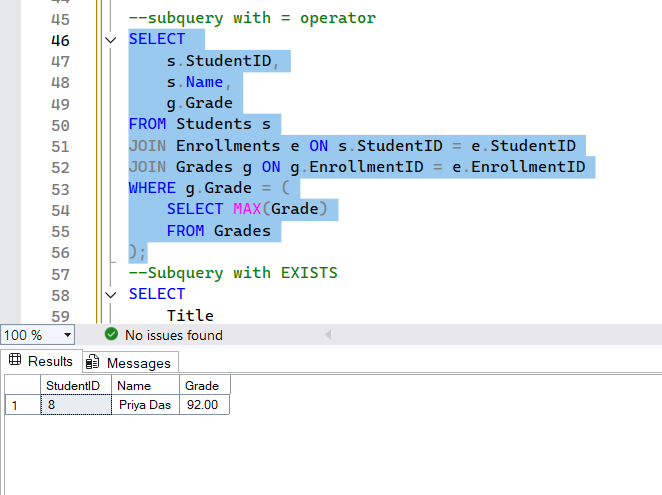 44
45 --subquery with = operator
46 SELECT
47 s.StudentID,
48 s.Name,
49 g.Grade
50 FROM Students s
51 JOIN Enrollments e ON s.StudentID = e.StudentID
52 JOIN Grades g ON g.EnrollmentID = e.EnrollmentID
53 WHERE g.Grade = (
54 SELECT MAX(Grade)
55 FROM Grades
56 );
57 --Subquery with EXISTS
58 SELECT
59 Title
100 % No issues found
Results Messages
StudentID Name Grade
1 8 Priya Das 92.00